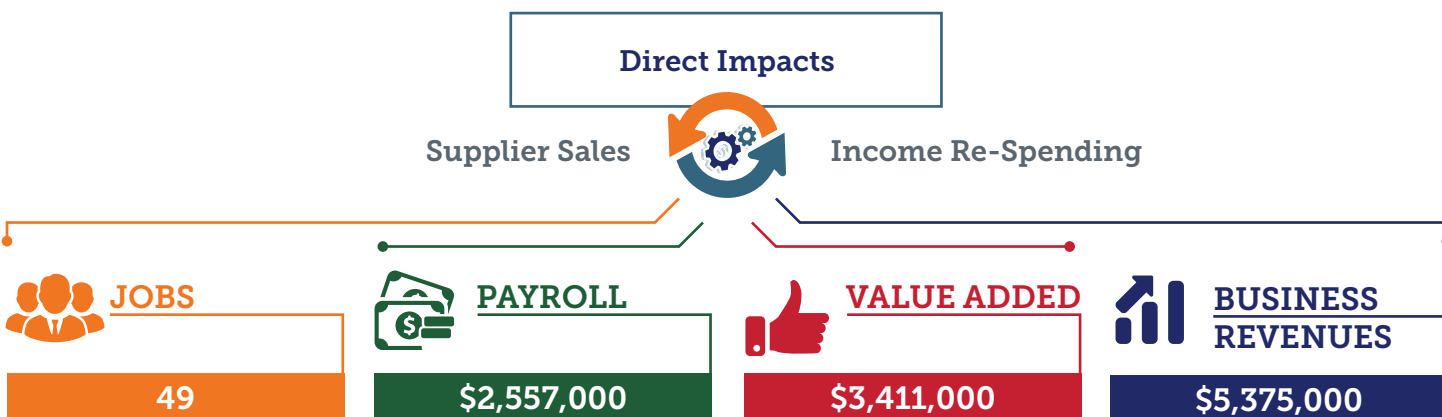 Direct Impacts
Supplier Sales
Income Re-Spending
JOBS
49
PAYROLL
$
$2,557,000
VALUE ADDED
$3,411,000
BUSINESS
REVENUES
$5,375,000